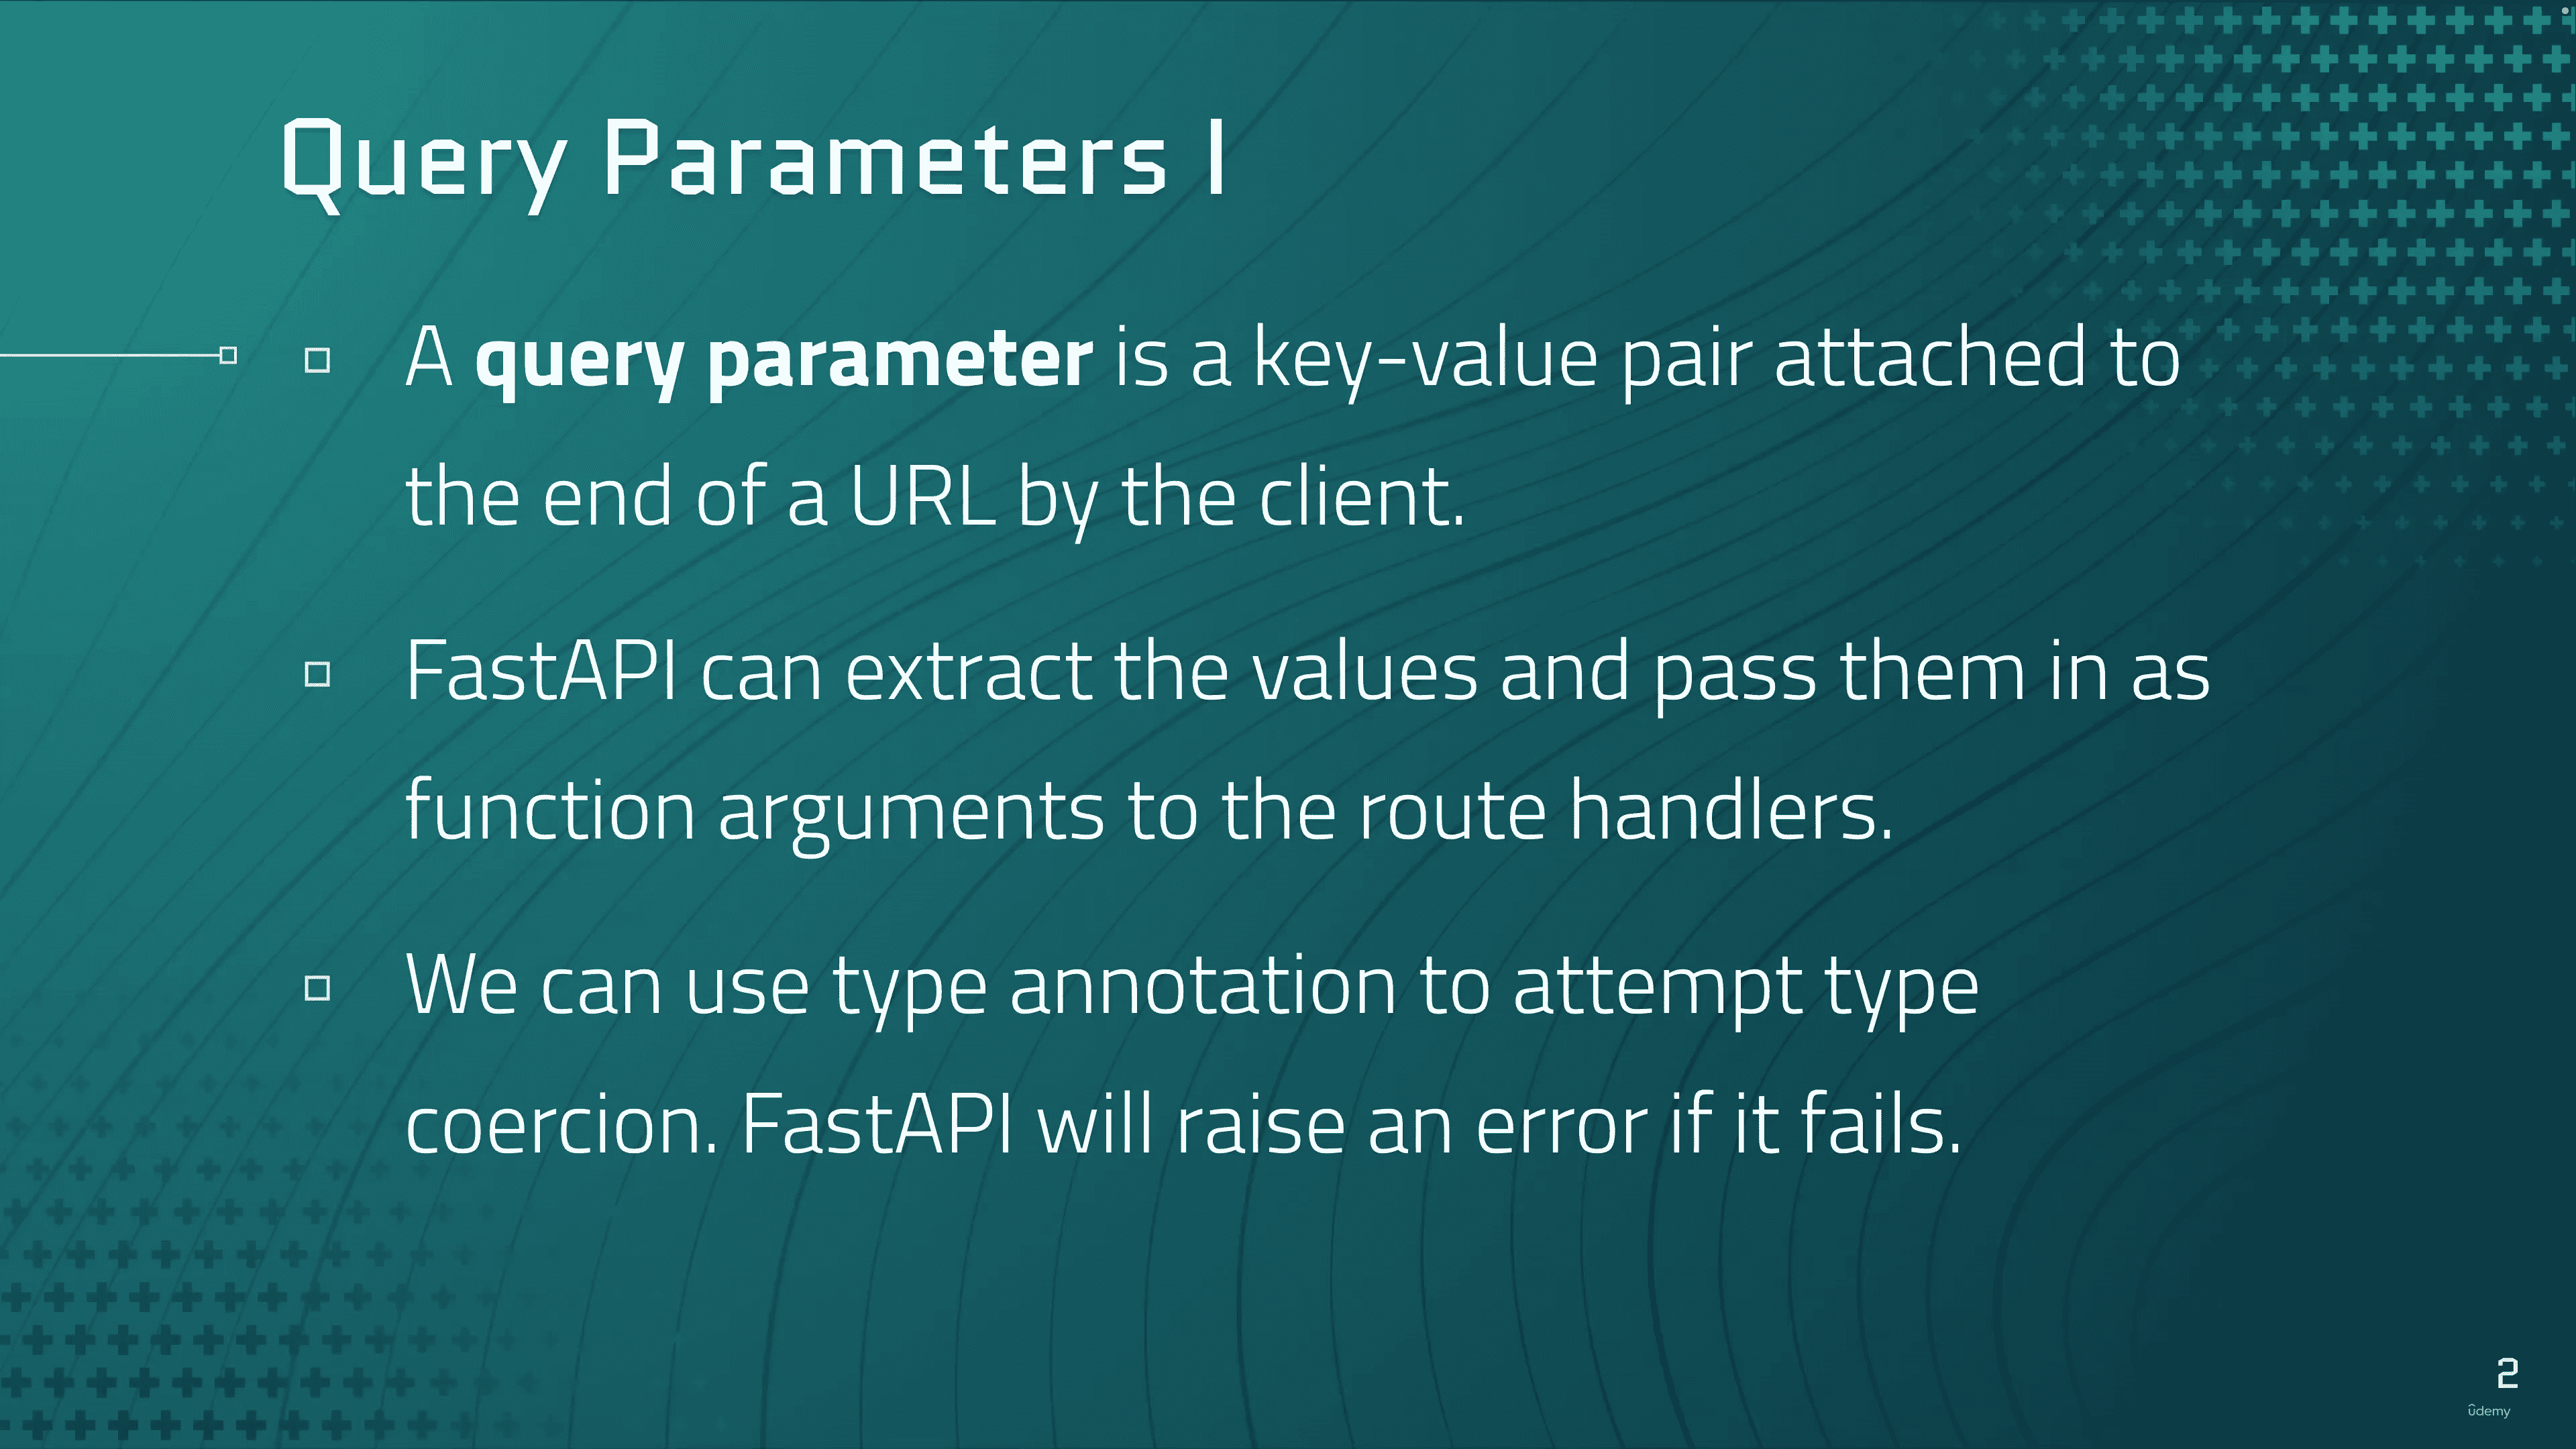 Query Parameters I
A query parameter is a key-value pair attached to
the end of a URL by the client.
FastAPI can extract the values and pass them in as
function arguments to the route handlers.
We can use type annotation to attempt type
coercion. FastAPI will raise an error if it fails.
2
ûdemy